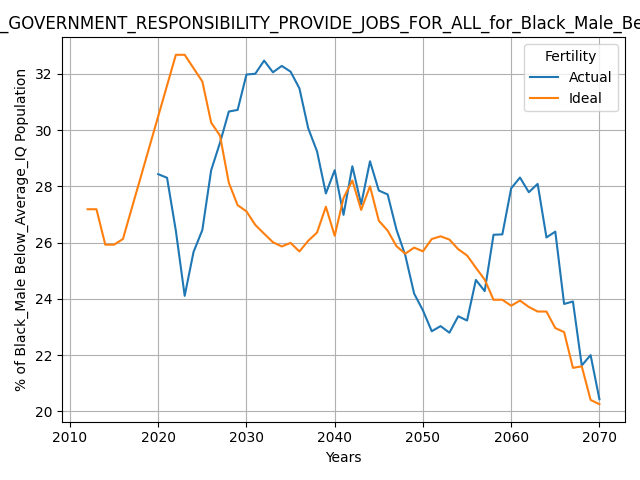 _GOVERNMENT_RESPONSIBILITY_PROVIDE_JOBS_FOR_ALL_for_Black_Male_Be
% of Black_Male Below_Average_IQ Population
Fertility
Actual
Ideal
32
30
28
26
24
22
20
2010 2020 2030 2040 2050 2060 2070
Years